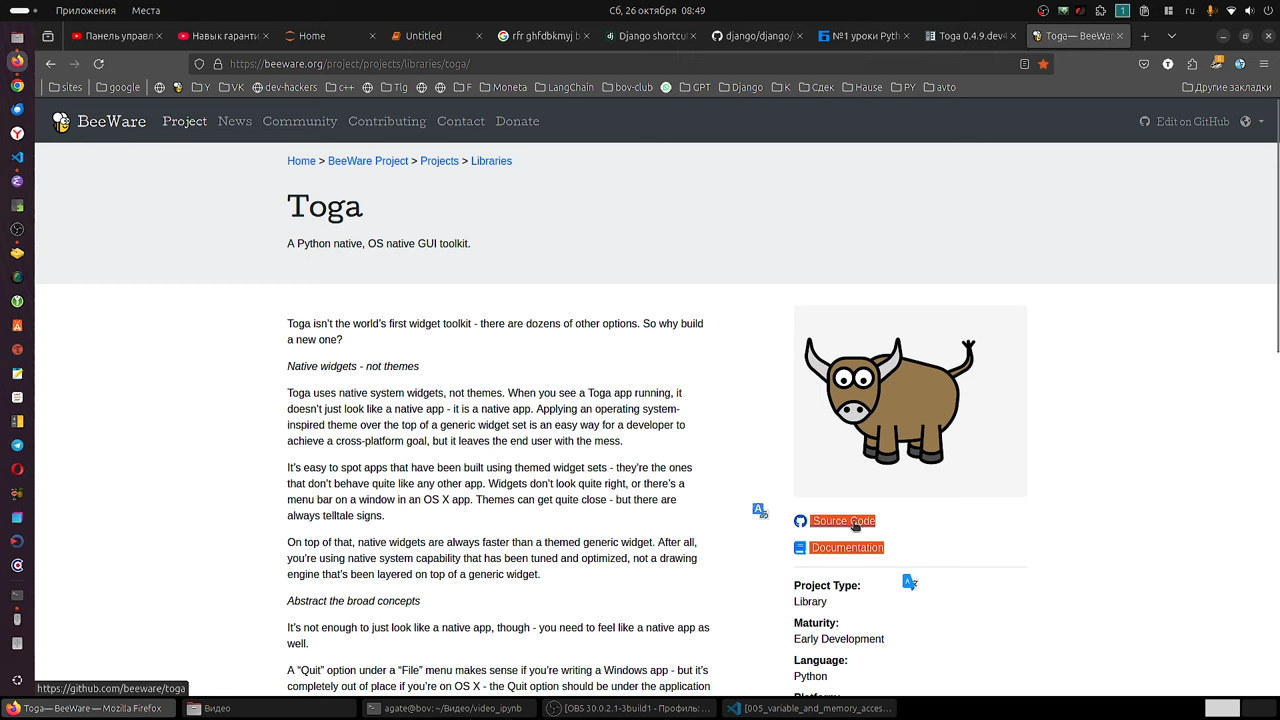 Приложения Места
Сб, 26 октября 08:49
1
ru
Панель управл
Навык гаранти
Home
Untitled
rfr ghfdbkmyj t
Django shortcu
django/django/
№1 уроки Pyth
Toga 0.4.9.dev4
Toga— BeeWar
https://beeware.org/project/projects/libraries/toga/
sites
google
Y
VK
dev-hackers
c++
Tlg
F
Moneta
LangChain
bov-club
GPT
Django
K
Сдек
Hause
PY
avto
Другие закладки
BeeWare Project News Community Contributing Contact Donate
Edit on GitHub
Home > BeeWare Project > Projects > Libraries
Toga
A Python native, OS native GUI toolkit.
Toga isn't the world's first widget toolkit - there are dozens of other options. So why build
a new one?
Native widgets - not themes
Toga uses native system widgets, not themes. When you see a Toga app running, it
doesn't just look like a native app - it is a native app. Applying an operating system-
inspired theme over the top of a generic widget set is an easy way for a developer to
achieve a cross-platform goal, but it leaves the end user with the mess.
It's easy to spot apps that have been built using themed widget sets - they're the ones
that don't behave quite like any other app. Widgets don't look quite right, or there's a
menu bar on a window in an OS X app. Themes can get quite close - but there are
always telltale signs.
On top of that, native widgets are always faster than a themed generic widget. After all,
you're using native system capability that has been tuned and optimized, not a drawing
engine that's been layered on top of a generic widget.
Abstract the broad concepts
It's not enough to just look like a native app, though - you need to feel like a native app as
well.
A "Quit" option under a "File" menu makes sense if you're writing a Windows app - but it's
completely out of place if you're on OS X - the Quit option should be under the application
Source Code
Documentation
Project Type:
Library
Maturity:
Early Development
Language:
Python
https://github.com/beeware/toga
Toga— BeeWare — Mozilla Firefox
Видео
agate@bov: ~/Видео/video_ipynb
[OBS 30.0.2.1-3build1 - Профиль: ...
[005_variable_and_memory_acces...